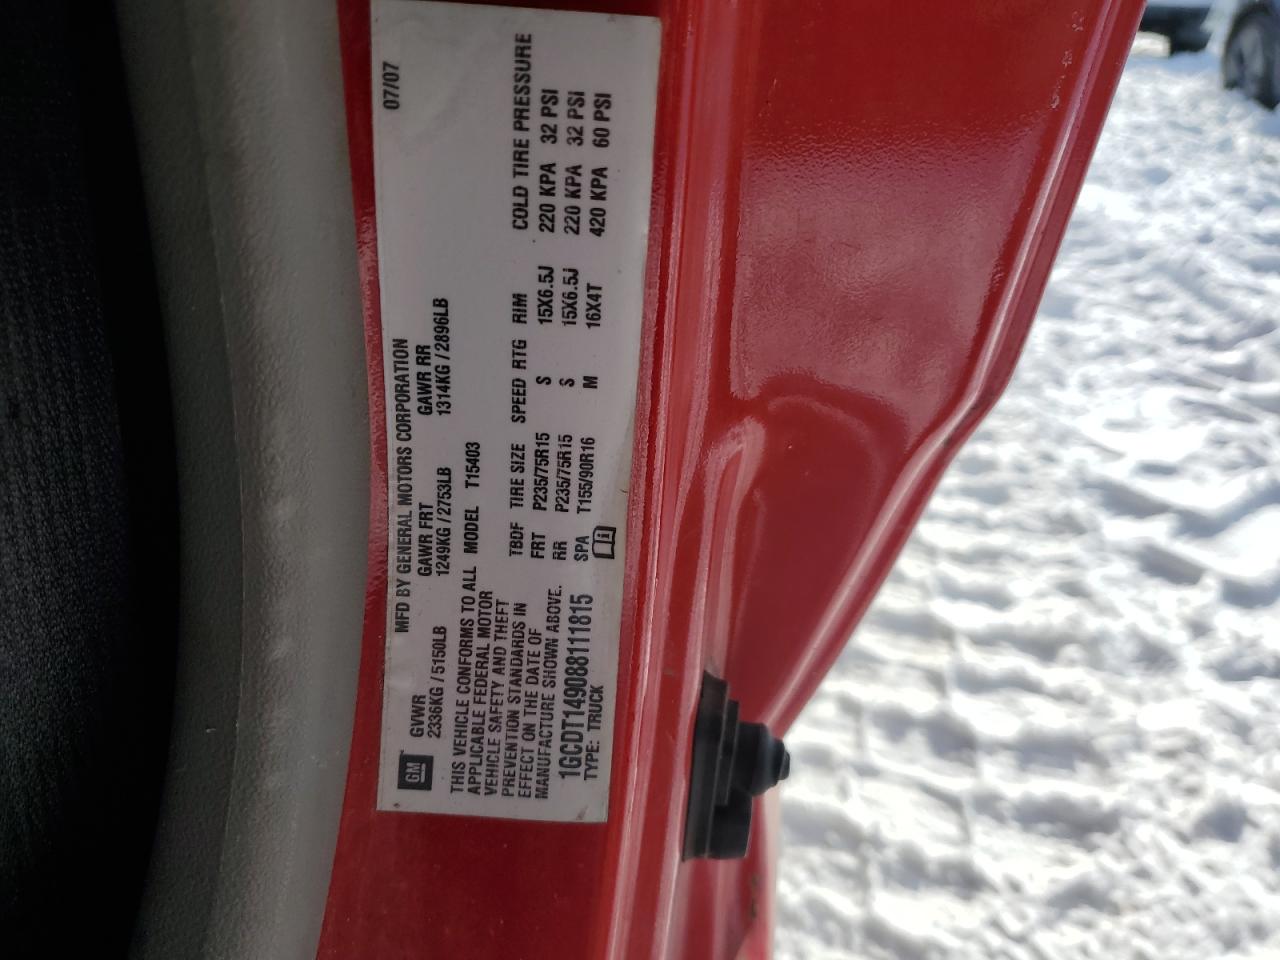 07/07
MFD BY GENERAL MOTORS CORPORATION
GM GVWR GAWR FRT GAWR RR
2336KG / 5150LB 1249KG / 2753LB 1314KG / 2896LB
THIS VEHICLE CONFORMS TO ALL MODEL T15403
APPLICABLE FEDERAL MOTOR
VEHICLE SAFETY AND THEFT
PREVENTION STANDARDS IN
EFFECT ON THE DATE OF
MANUFACTURE SHOWN ABOVE.
TBDF TIRE SIZE SPEED RTG RIM COLD TIRE PRESSURE
FRT P235/75R15 S 15X6.5J 220 KPA 32 PSI
RR P235/75R15 S 15X6.5J 220 KPA 32 PSI
SPA T155/90R16 M 16X4T 420 KPA 60 PSI
1GCDT149088111815
TYPE: TRUCK